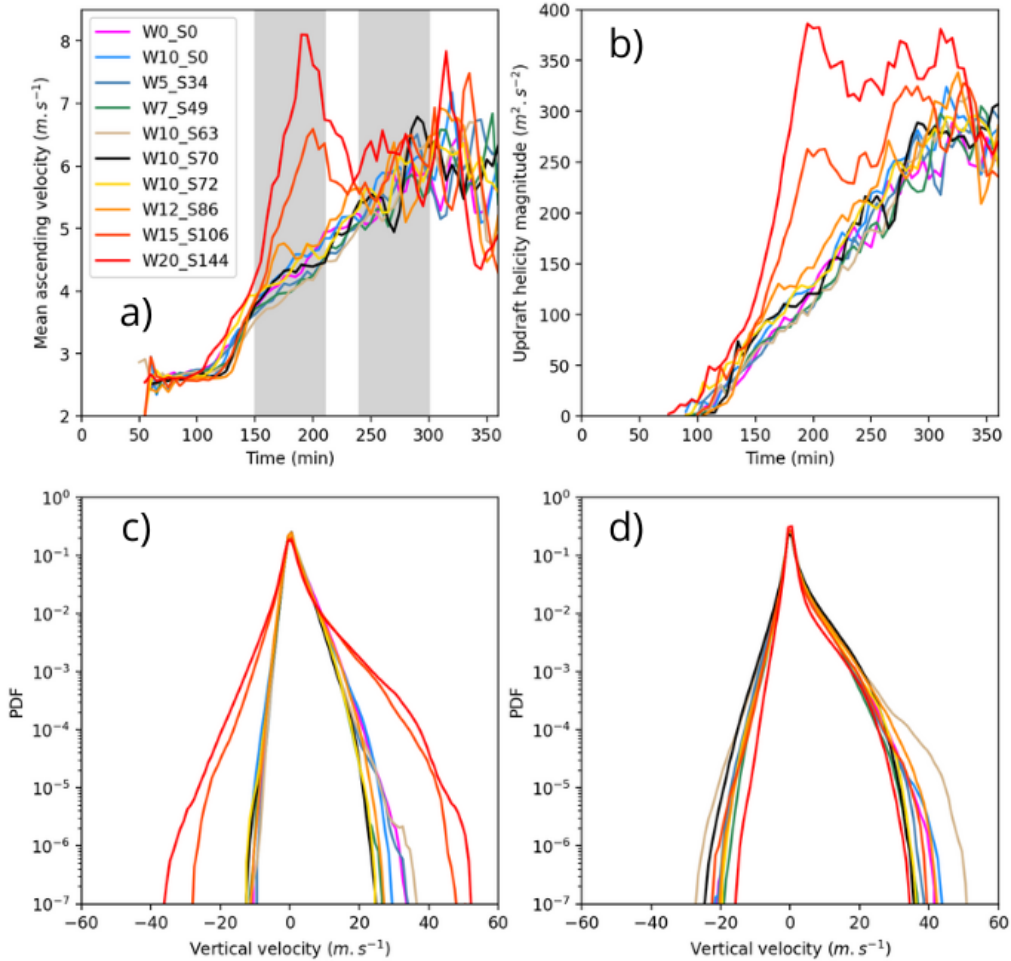 a)
Mean ascending velocity (m.s⁻¹)
8
7
6
5
4
3
2
W0_S0
W10_S0
W5_S34
W7_S49
W10_S63
W10_S70
W10_S72
W12_S86
W15_S106
W20_S144
0 50 100 150 200 250 300 350
Time (min)
b)
Updraft helicity magnitude (m².s⁻²)
400
350
300
250
200
150
100
50
0
0 50 100 150 200 250 300 350
Time (min)
c)
PDF
10⁰
10⁻¹
10⁻²
10⁻³
10⁻⁴
10⁻⁵
10⁻⁶
10⁻⁷
−60 −40 −20 0 20 40 60
Vertical velocity (m.s⁻¹)
d)
PDF
10⁰
10⁻¹
10⁻²
10⁻³
10⁻⁴
10⁻⁵
10⁻⁶
10⁻⁷
−60 −40 −20 0 20 40 60
Vertical velocity (m.s⁻¹)